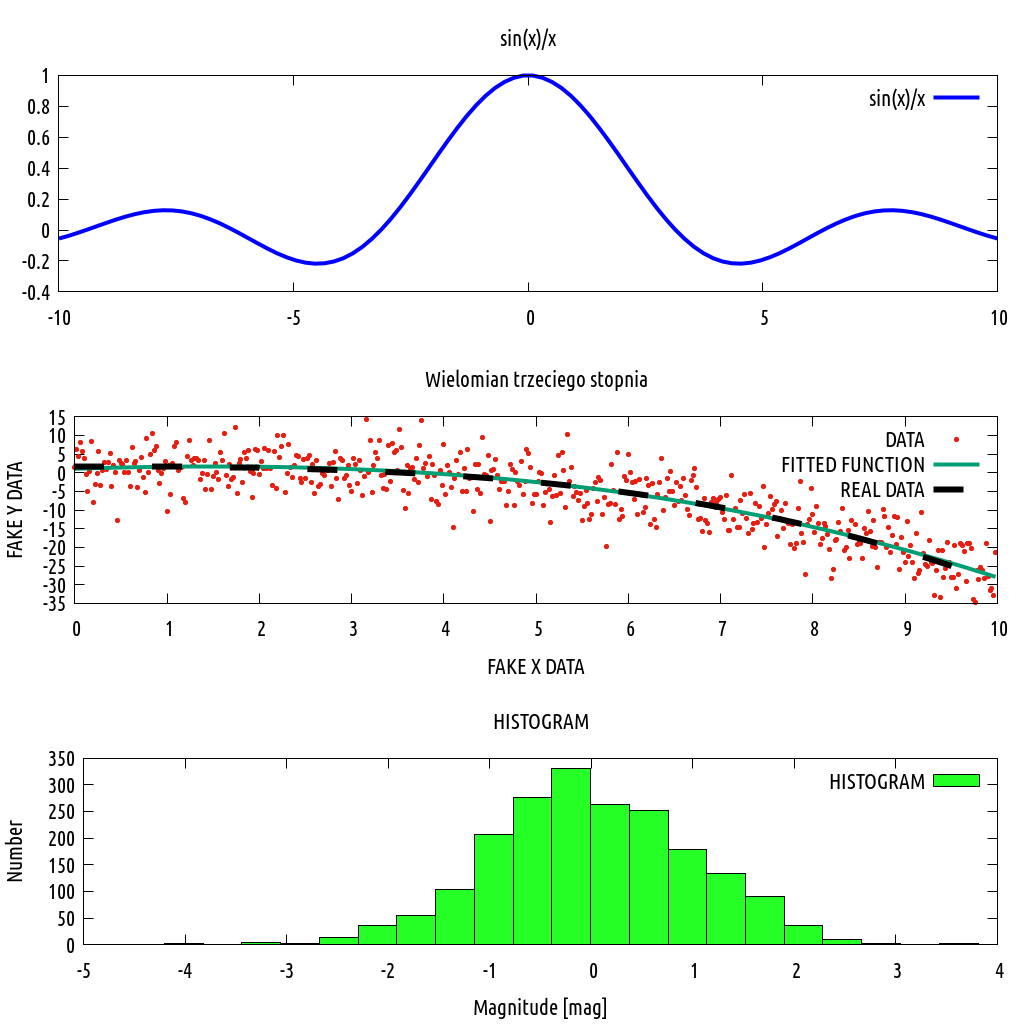 sin(x)/x
sin(x)/x
1
0.8
0.6
0.4
0.2
0
-0.2
-0.4
-10 -5 0 5 10
Wielomian trzeciego stopnia
FAKE Y DATA
15
10
5
0
-5
-10
-15
-20
-25
-30
-35
DATA
FITTED FUNCTION
REAL DATA
0 1 2 3 4 5 6 7 8 9 10
FAKE X DATA
HISTOGRAM
Number
350
300
250
200
150
100
50
0
HISTOGRAM
-5 -4 -3 -2 -1 0 1 2 3 4
Magnitude [mag]